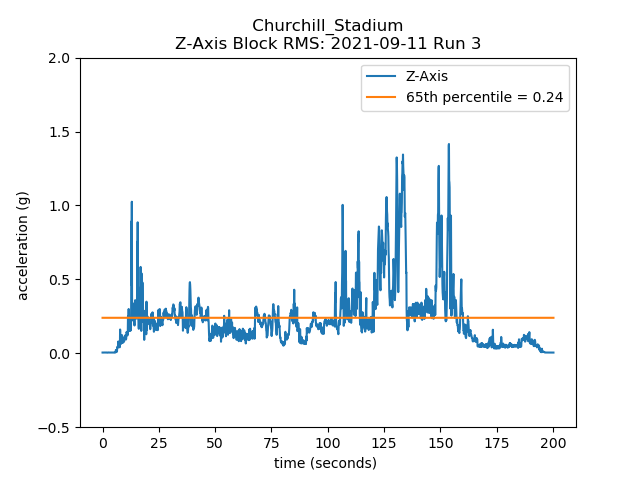 Churchill_Stadium
Z-Axis Block RMS: 2021-09-11 Run 3
Z-Axis
65th percentile = 0.24
2.0
1.5
1.0
0.5
0.0
−0.5
acceleration (g)
0 25 50 75 100 125 150 175 200
time (seconds)